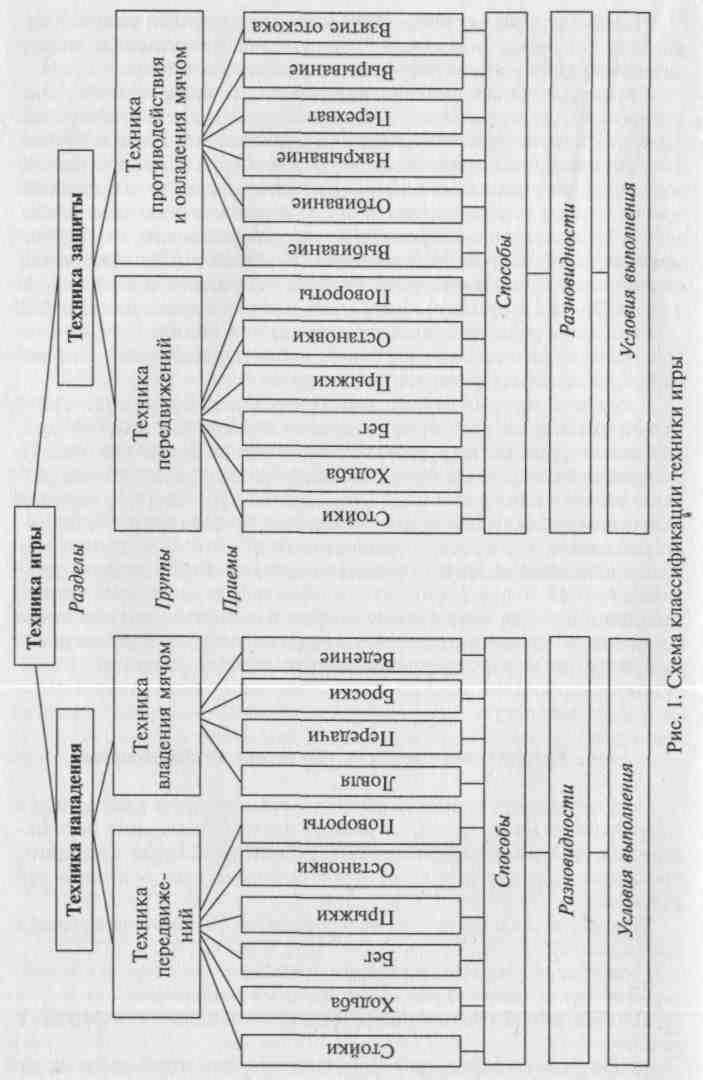 Техника игры
Разделы
Техника нападения
Техника защиты
Группы
Техника
передвиже-
ний
Техника
владения мячом
Техника
передвижений
Техника
противодействия
и овладения мячом
Приемы
Стойки
Ходьба
Бег
Прыжки
Остановки
Повороты
Ловля
Передачи
Броски
Ведение
Стойки
Ходьба
Бег
Прыжки
Остановки
Повороты
Выбивание
Отбивание
Накрывание
Перехват
Вырывание
Взятие отскока
Способы
Способы
Разновидности
Разновидности
Условия выполнения
Условия выполнения
Рис. 1. Схема классификации техники игры